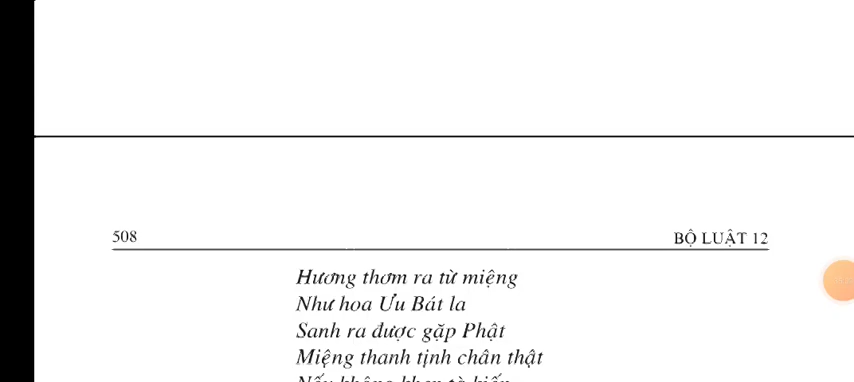 508 BỘ LUẬT 12
Hương thơm ra từ miệng
Như hoa Ưu Bát la
Sanh ra được gặp Phật
Miệng thanh tịnh chân thật